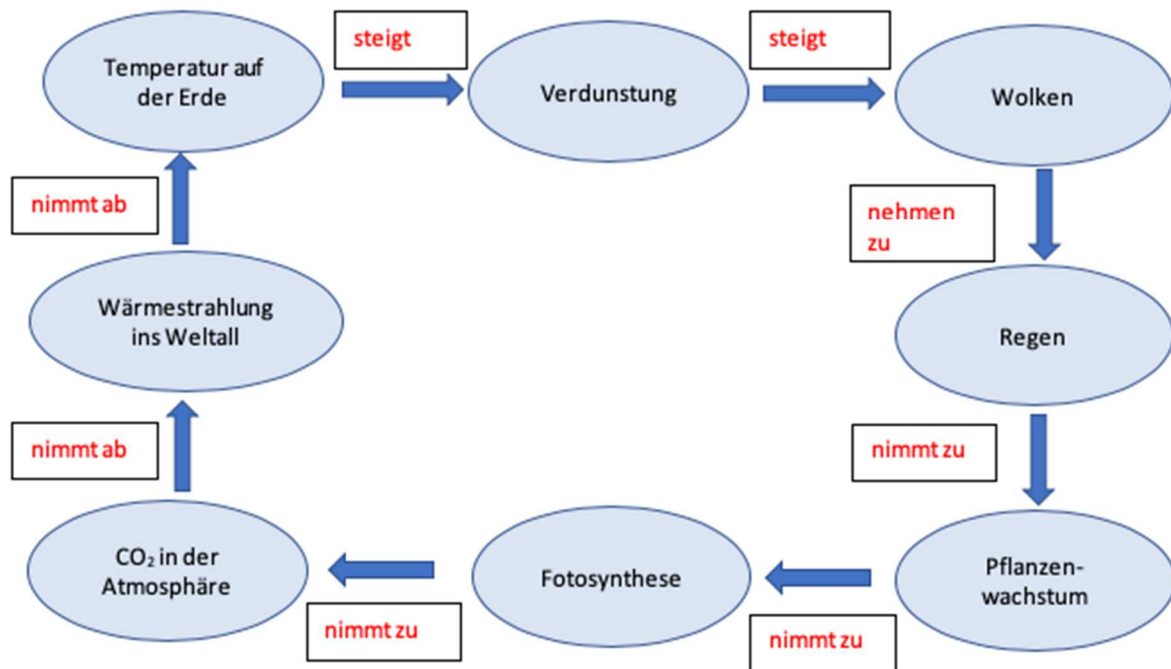 steigt
steigt
Temperatur auf
der Erde
Verdunstung
Wolken
nimmt ab
nehmen
zu
Wärmestrahlung
ins Weltall
Regen
nimmt ab
nimmt zu
CO₂ in der
Atmosphäre
Fotosynthese
Pflanzen-
wachstum
nimmt zu
nimmt zu